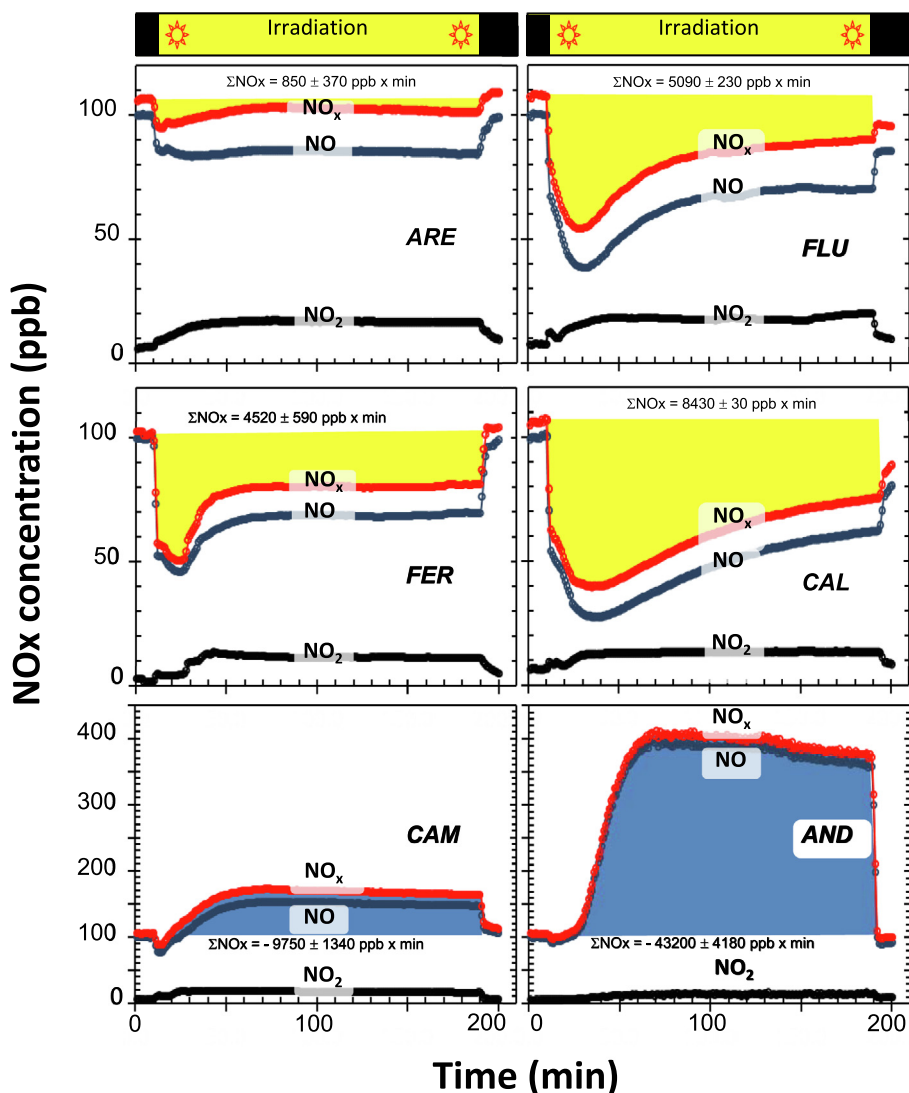 Irradiation
Irradiation
ΣNOx = 850 ± 370 ppb x min
NOx
NO
ARE
NO2
100
50
0
ΣNOx = 5090 ± 230 ppb x min
NOx
NO
FLU
NO2
ΣNOx = 4520 ± 590 ppb x min
NOx
NO
FER
NO2
100
50
0
ΣNOx = 8430 ± 30 ppb x min
NOx
NO
CAL
NO2
400
300
200
100
0
CAM
NOx
NO
ΣNOx = - 9750 ± 1340 ppb x min
NO2
0
100
200
NOx
NO
AND
ΣNOx = - 43200 ± 4180 ppb x min
NO2
0
100
200
NOx concentration (ppb)
Time (min)